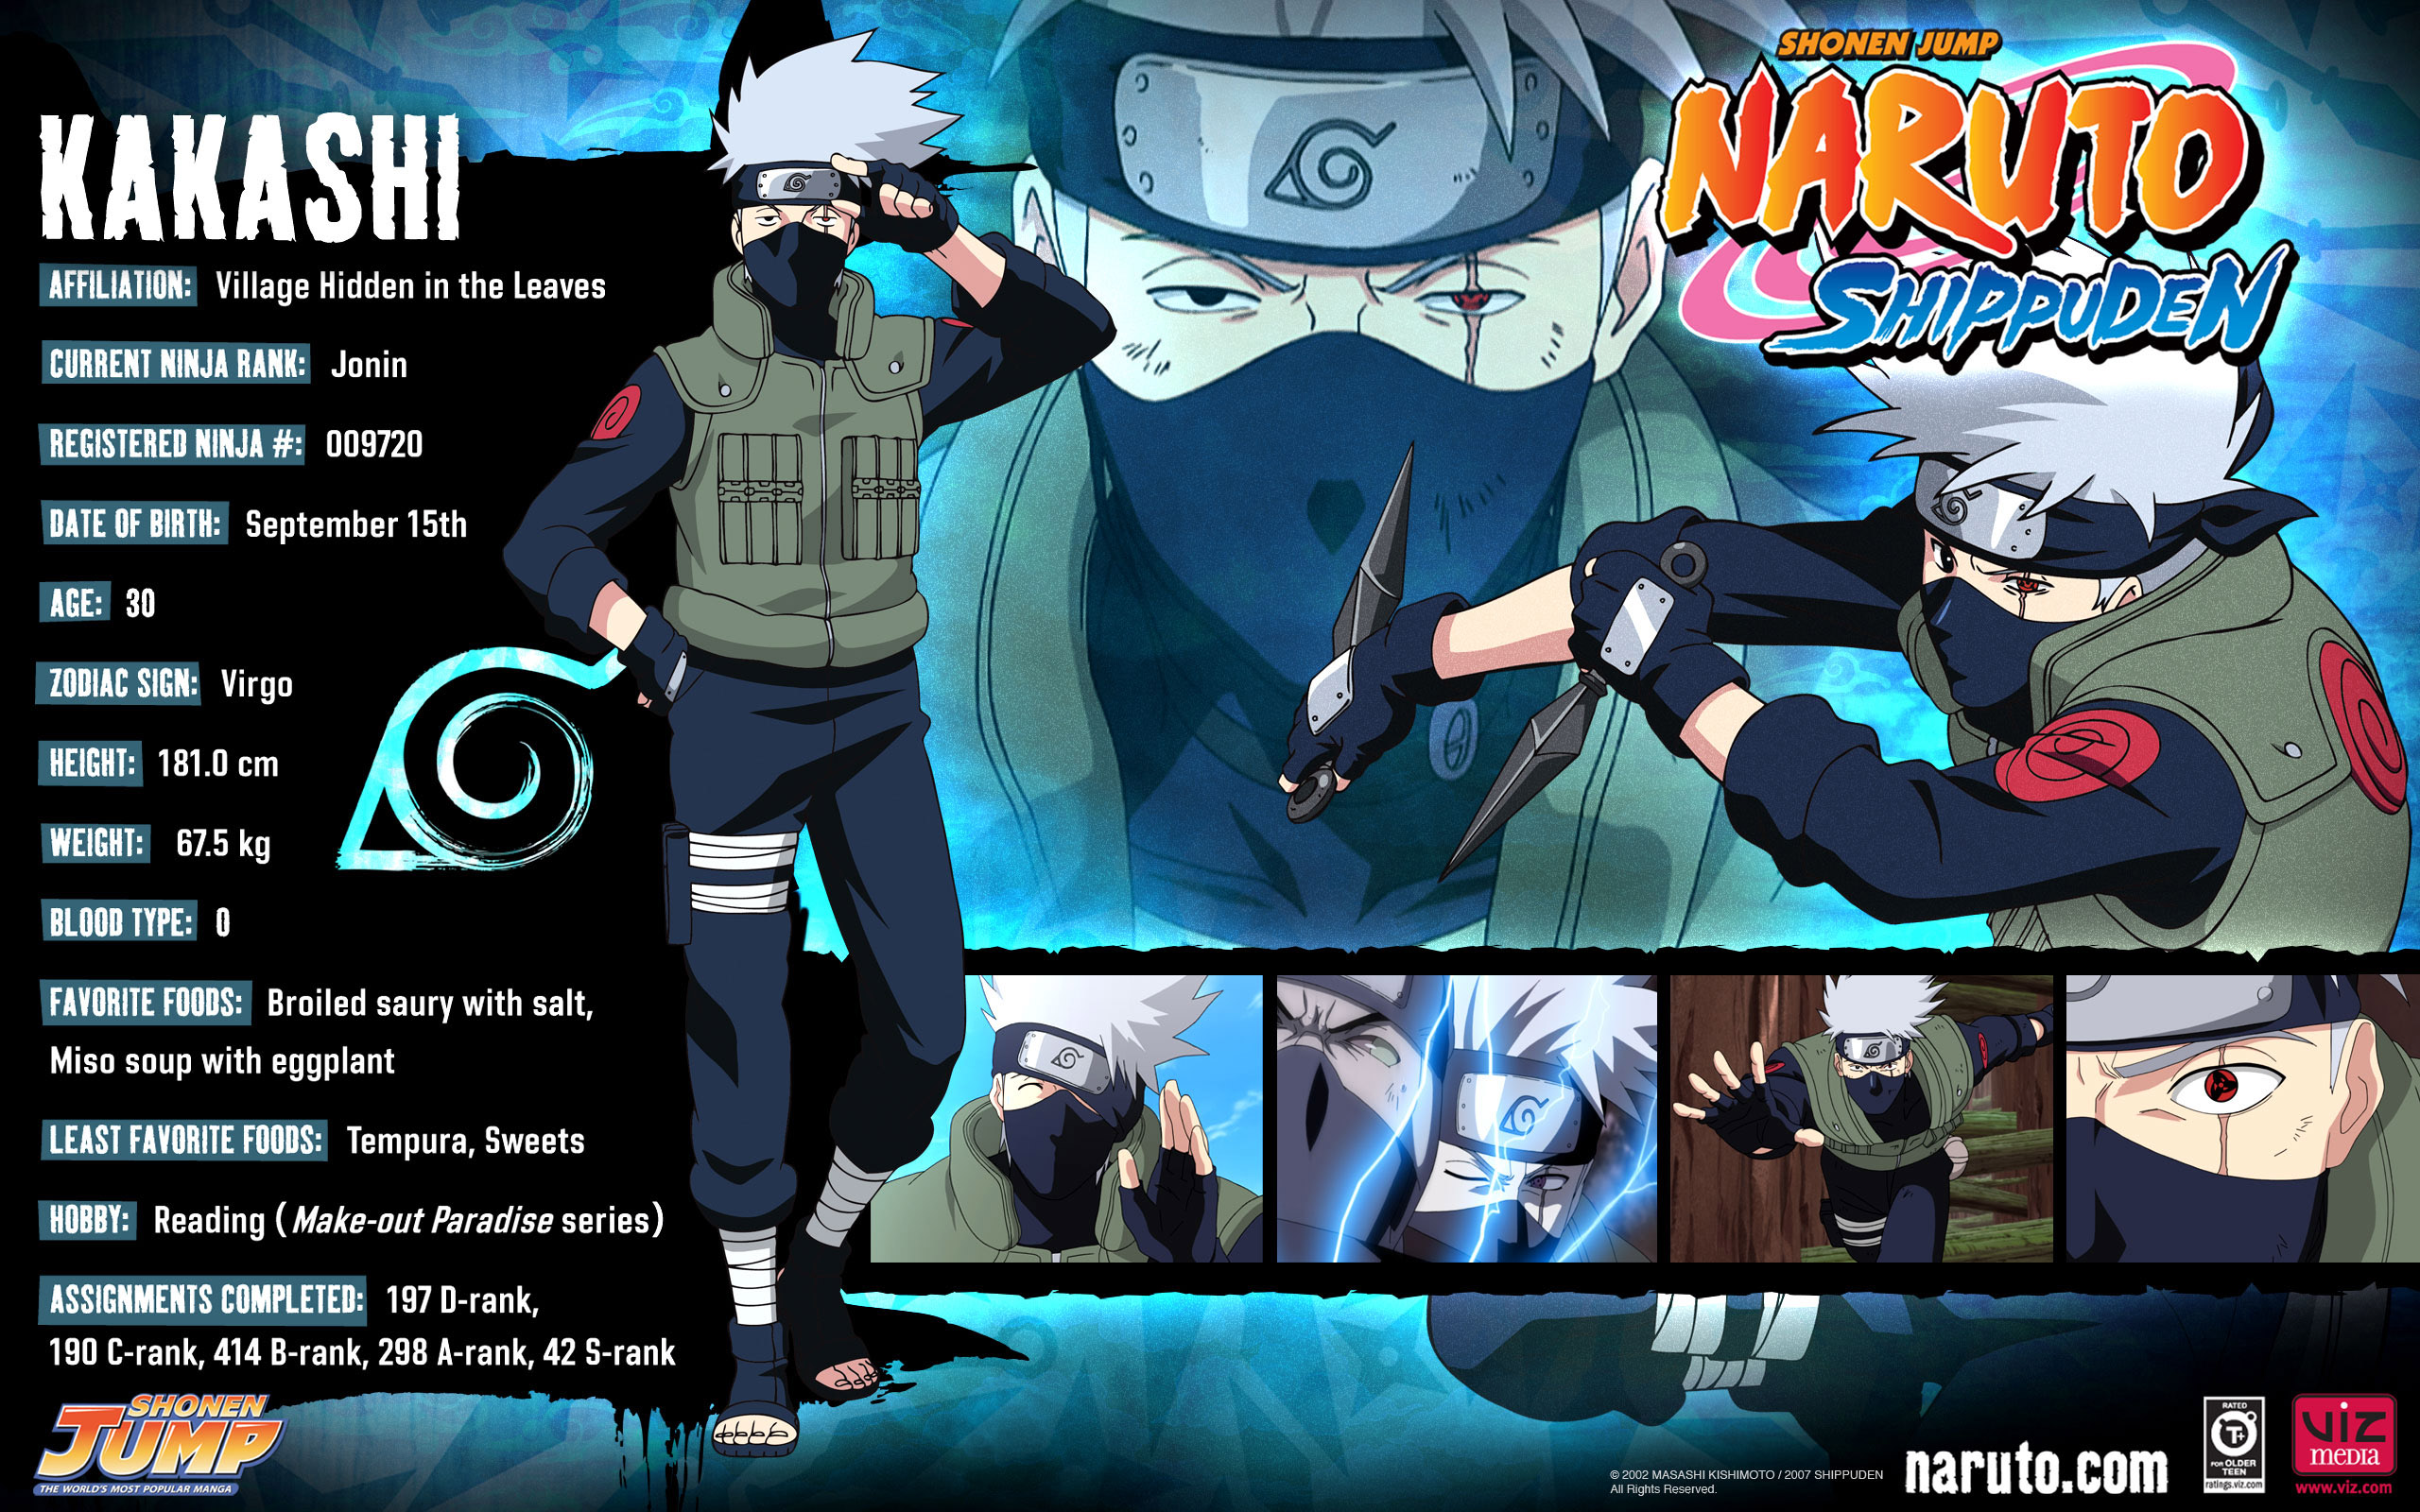 KAKASHI
AFFILIATION: Village Hidden in the Leaves
CURRENT NINJA RANK: Jonin
REGISTERED NINJA #: 009720
DATE OF BIRTH: September 15th
AGE: 30
ZODIAC SIGN: Virgo
HEIGHT: 181.0 cm
WEIGHT: 67.5 kg
BLOOD TYPE: O
FAVORITE FOODS: Broiled saury with salt,
Miso soup with eggplant
LEAST FAVORITE FOODS: Tempura, Sweets
HOBBY: Reading (Make-out Paradise series)
ASSIGNMENTS COMPLETED: 197 D-rank,
190 C-rank, 414 B-rank, 298 A-rank, 42 S-rank
SHONEN
JUMP
THE WORLD'S MOST POPULAR MANGA
SHONEN JUMP
NARUTO
SHIPPUDEN
© 2002 MASASHI KISHIMOTO / 2007 SHIPPUDEN
All Rights Reserved.
naruto.com
RATED
T+
FOR OLDER
TEEN
ratings.viz.com
VIZ
MEDIA
www.viz.com